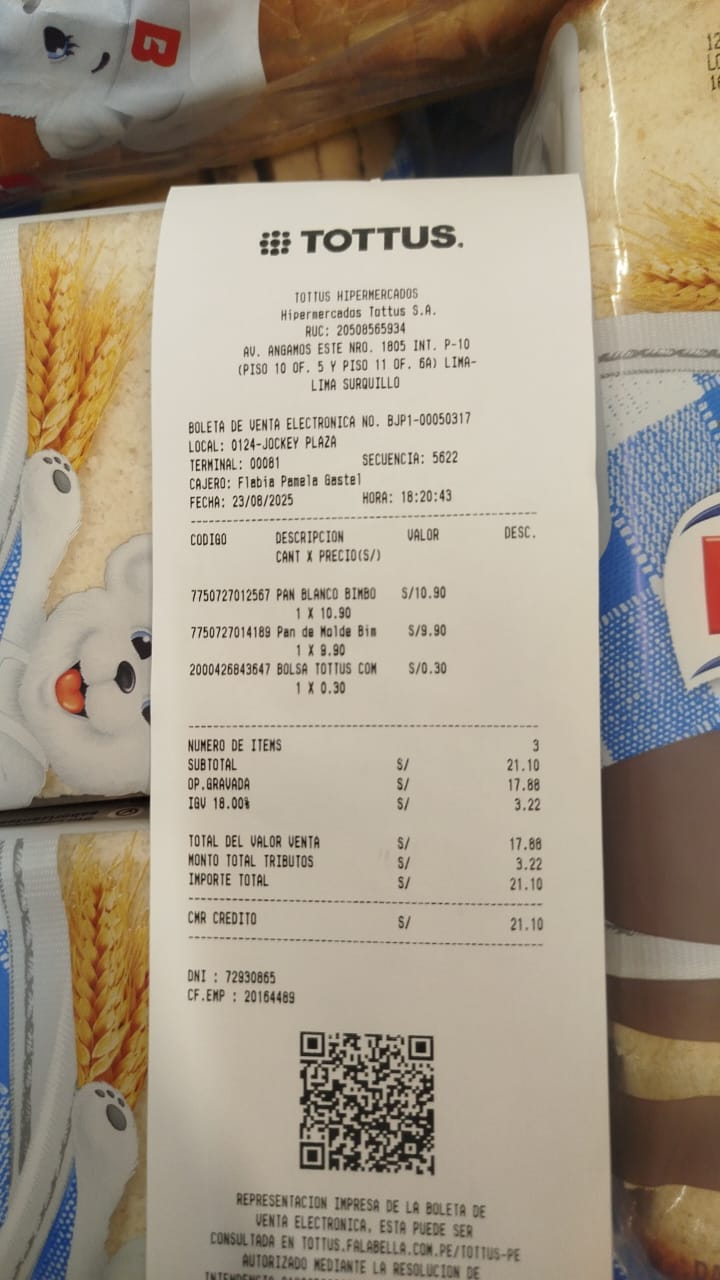 B
12
TOTTUS.
TOTTUS HIPERMERCADOS
Hipermercados Tottus S.A.
RUC: 20508565934
AV. ANGAMOS ESTE NRO. 1805 INT. P-10
(PISO 10 OF. 5 Y PISO 11 OF. 6A) LIMA-
LIMA SURQUILLO
BOLETA DE VENTA ELECTRONICA NO. BJP1-00050317
LOCAL: 0124-JOCKEY PLAZA
TERMINAL: 00081 SECUENCIA: 5622
CAJERO: Flabia Pamela Gastel
FECHA: 23/08/2025 HORA: 18:20:43
CODIGO DESCRIPCION VALOR DESC.
CANT X PRECIO(S/)
7750727012567 PAN BLANCO BIMBO S/10.90
1 X 10.90
7750727014189 Pan de Molde Bim S/9.90
1 X 9.90
2000426843647 BOLSA TOTTUS COM S/0.30
1 X 0.30
NUMERO DE ITEMS 3
SUBTOTAL S/ 21.10
OP.GRAVADA S/ 17.88
IGV 18.00% S/ 3.22
TOTAL DEL VALOR VENTA S/ 17.88
MONTO TOTAL TRIBUTOS S/ 3.22
IMPORTE TOTAL S/ 21.10
CMR CREDITO S/ 21.10
DNI : 72930865
CF.EMP : 20164489
REPRESENTACION IMPRESA DE LA BOLETA DE
VENTA ELECTRONICA, ESTA PUEDE SER
CONSULTADA EN TOTTUS.FALABELLA.COM.PE/TOTTUS-PE
AUTORIZADO MEDIANTE LA RESOLUCION DE